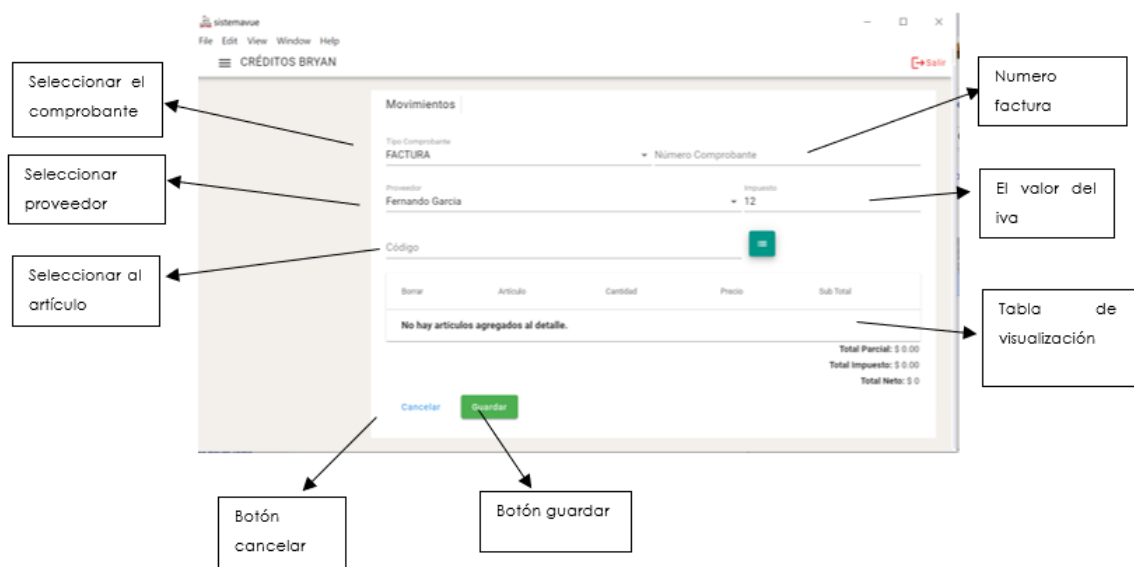 sistemavue
File Edit View Window Help
CRÉDITOS BRYAN
Salir
Seleccionar el
comprobante
Numero
factura
Movimientos
Tipo Comprobante
FACTURA
Número Comprobante
Seleccionar
proveedor
El valor del
iva
Proveedor
Fernando Garcia
Impuesto
12
Código
Seleccionar al
artículo
Borrar Artículo Cantidad Precio Sub Total
No hay artículos agregados al detalle.
Tabla de
visualización
Total Parcial: $ 0.00
Total Impuesto: $ 0.00
Total Neto: $ 0
Cancelar Guardar
Botón
cancelar
Botón guardar